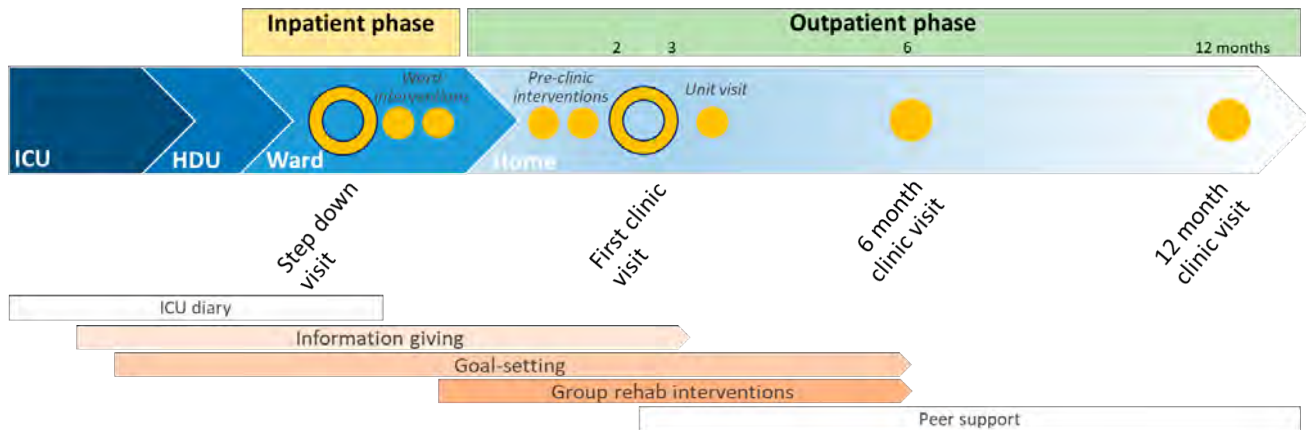 Inpatient phase
Outpatient phase
2
3
6
12 months
Ward
interventions
Pre-clinic
interventions
Unit visit
ICU
HDU
Ward
Home
Step down
visit
First clinic
visit
6 month
clinic visit
12 month
clinic visit
ICU diary
Information giving
Goal-setting
Group rehab interventions
Peer support